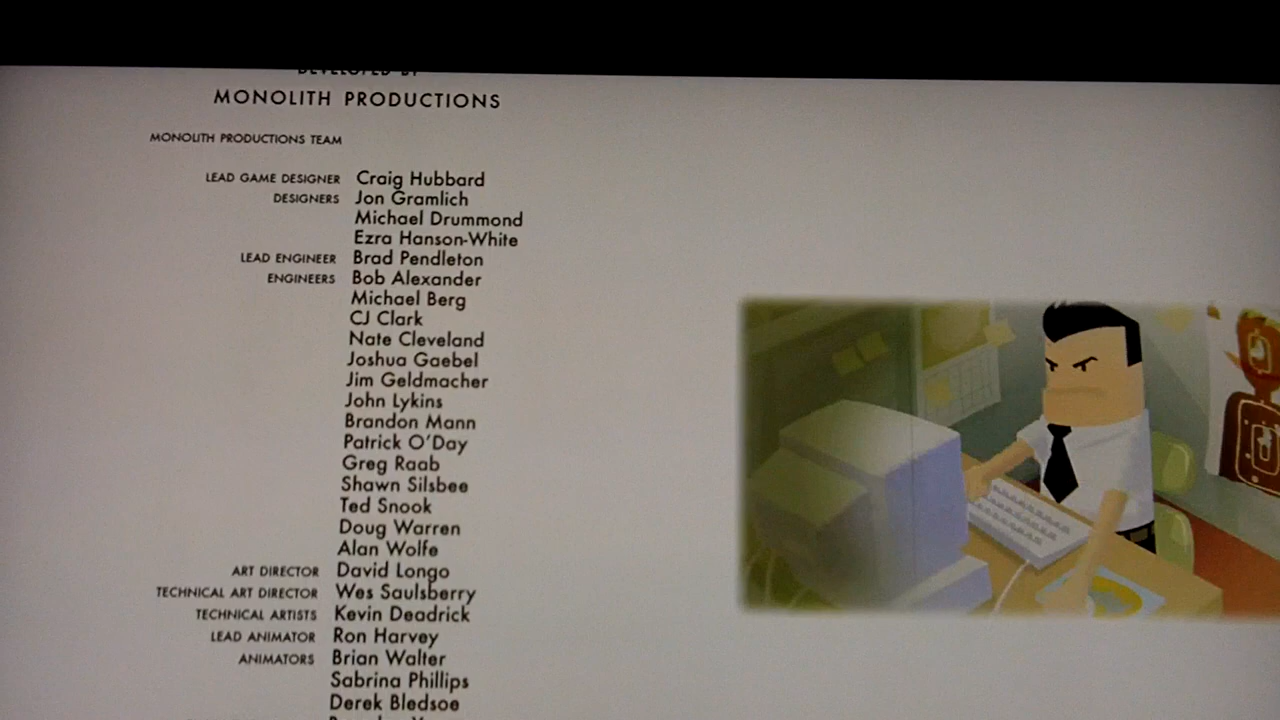 DEVELOPED BY
MONOLITH PRODUCTIONS
MONOLITH PRODUCTIONS TEAM
LEAD GAME DESIGNER Craig Hubbard
DESIGNERS Jon Gramlich
Michael Drummond
Ezra Hanson-White
LEAD ENGINEER Brad Pendleton
ENGINEERS Bob Alexander
Michael Berg
CJ Clark
Nate Cleveland
Joshua Gaebel
Jim Geldmacher
John Lykins
Brandon Mann
Patrick O'Day
Greg Raab
Shawn Silsbee
Ted Snook
Doug Warren
Alan Wolfe
ART DIRECTOR David Longo
TECHNICAL ART DIRECTOR Wes Saulsberry
TECHNICAL ARTISTS Kevin Deadrick
LEAD ANIMATOR Ron Harvey
ANIMATORS Brian Walter
Sabrina Phillips
Derek Bledsoe